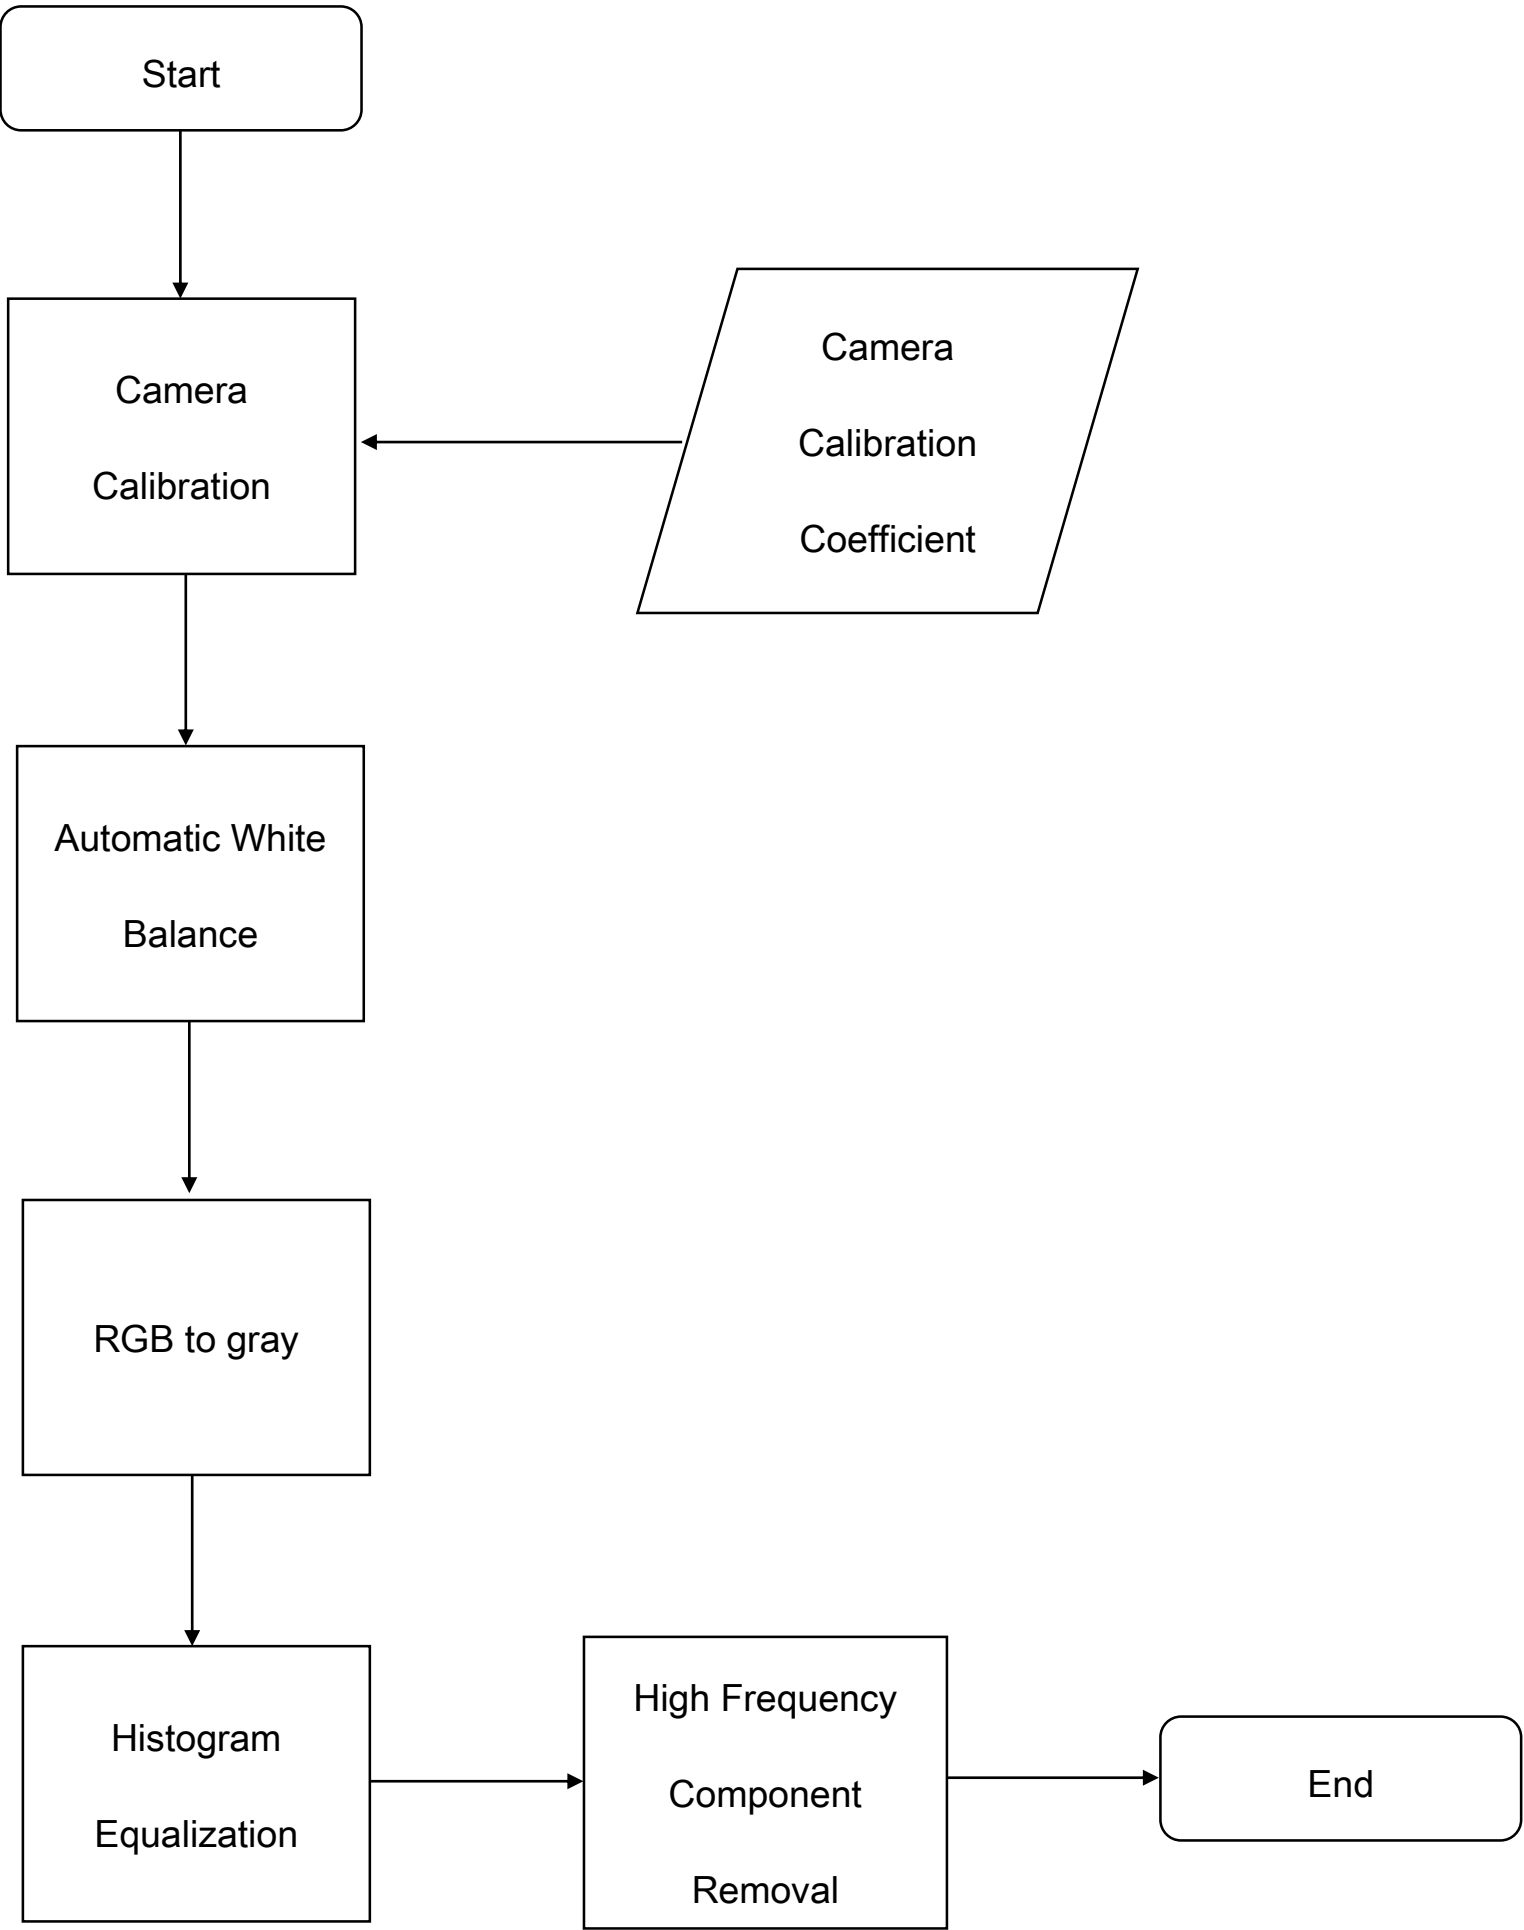 Start
Camera
Calibration
Camera
Calibration
Coefficient
Automatic White
Balance
RGB to gray
Histogram
Equalization
High Frequency
Component
Removal
End